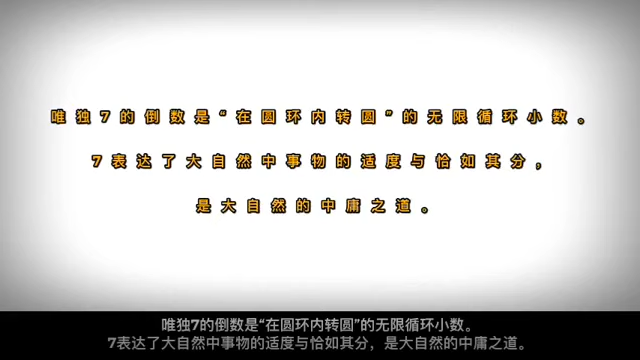 唯独7的倒数是“在圆环内转圆”的无限循环小数。
7表达了大自然中事物的适度与恰如其分，
是大自然的中庸之道。
唯独7的倒数是“在圆环内转圆”的无限循环小数。
7表达了大自然中事物的适度与恰如其分，是大自然的中庸之道。